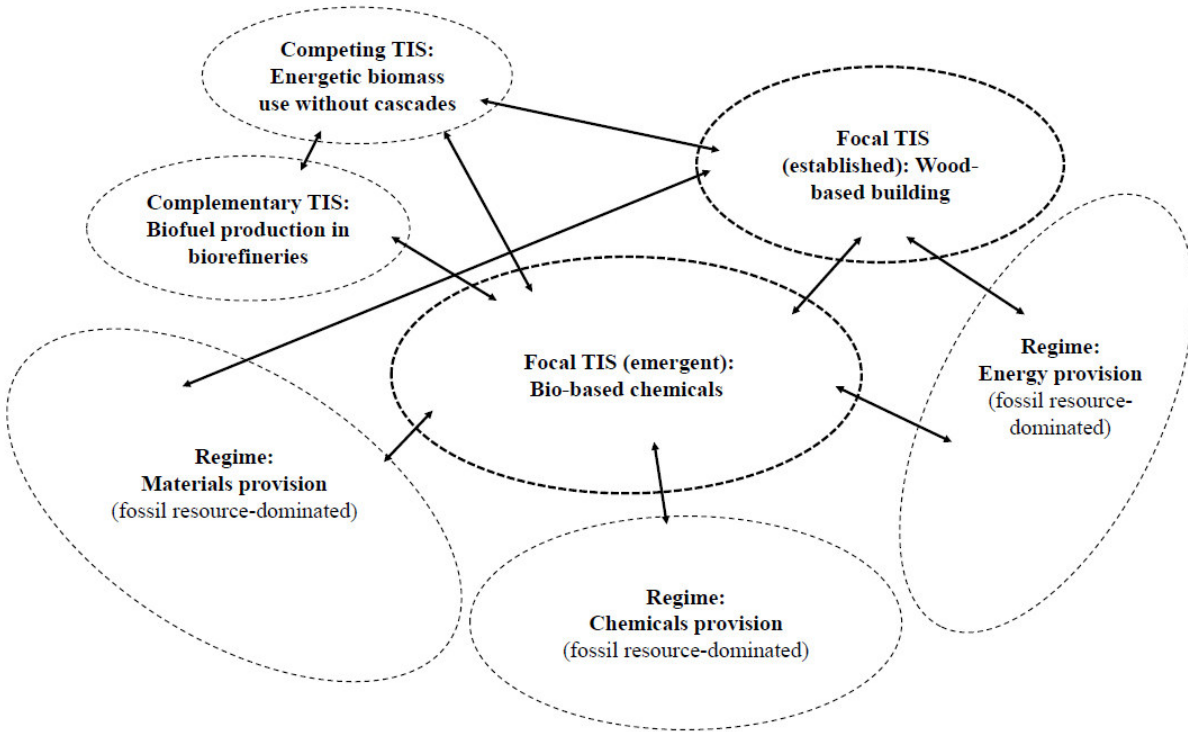 Competing TIS:
Energetic biomass
use without cascades
Focal TIS
(established): Wood-
based building
Complementary TIS:
Biofuel production in
biorefineries
Focal TIS (emergent):
Bio-based chemicals
Regime:
Energy provision
(fossil resource-
dominated)
Regime:
Materials provision
(fossil resource-dominated)
Regime:
Chemicals provision
(fossil resource-dominated)